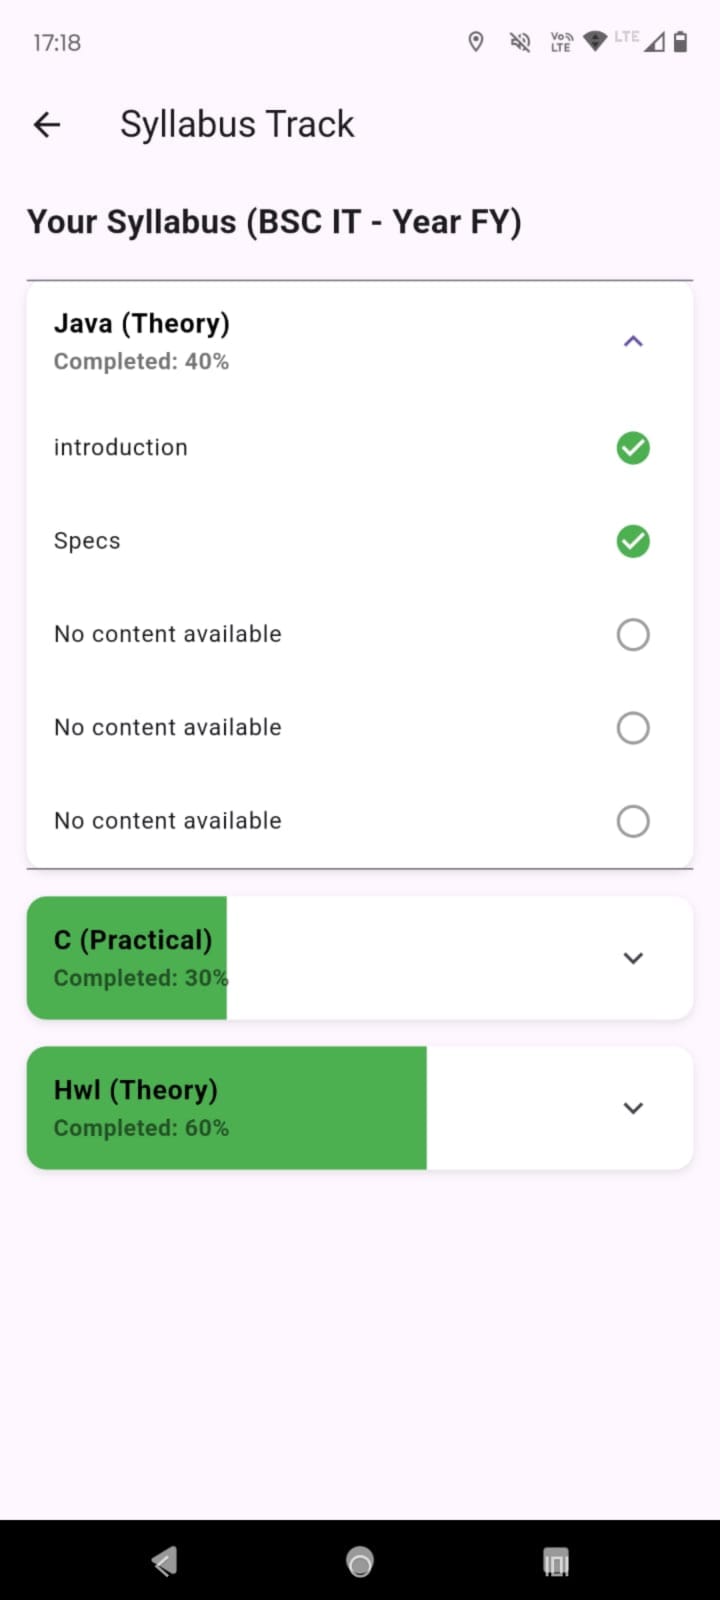 17:18
Vo)) LTE LTE
Syllabus Track
Your Syllabus (BSC IT - Year FY)
Java (Theory)
Completed: 40%
introduction
Specs
No content available
No content available
No content available
C (Practical)
Completed: 30%
Hwl (Theory)
Completed: 60%